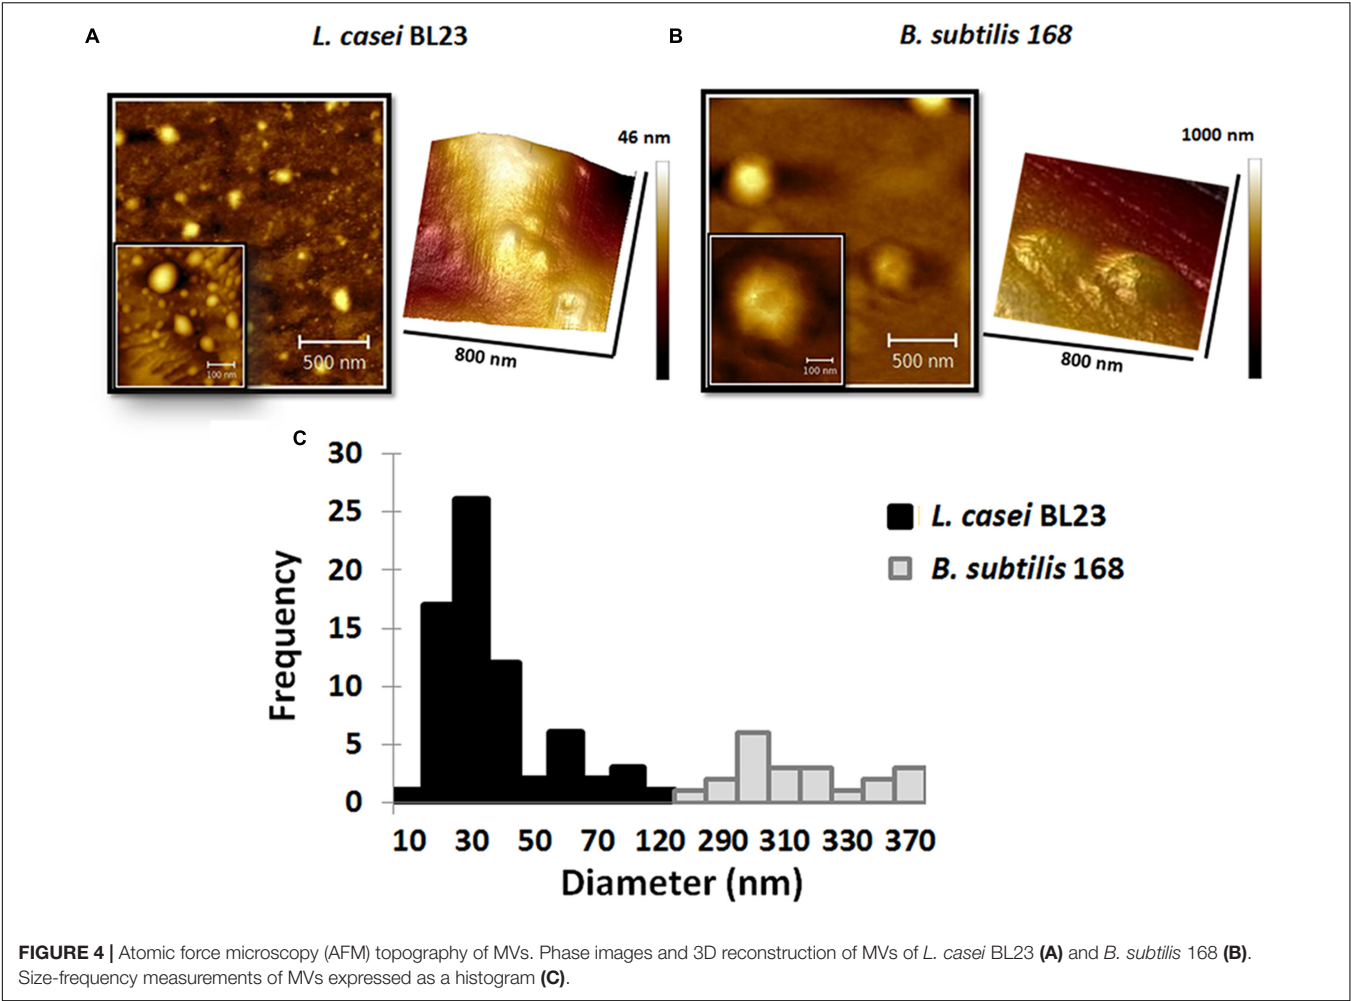 A
L. casei BL23
B
B. subtilis 168
46 nm
1000 nm
500 nm
100 nm
800 nm
500 nm
100 nm
800 nm
C
30
25
20
15
10
5
0
Frequency
L. casei BL23
B. subtilis 168
10 30 50 70 120 290 310 330 370
Diameter (nm)
FIGURE 4 | Atomic force microscopy (AFM) topography of MVs. Phase images and 3D reconstruction of MVs of L. casei BL23 (A) and B. subtilis 168 (B).
Size-frequency measurements of MVs expressed as a histogram (C).